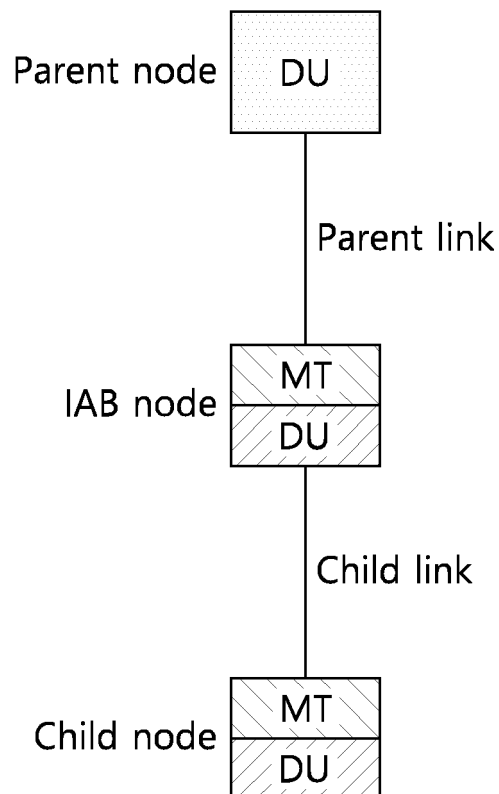 Parent node
DU
Parent link
MT
IAB node
DU
Child link
MT
Child node
DU